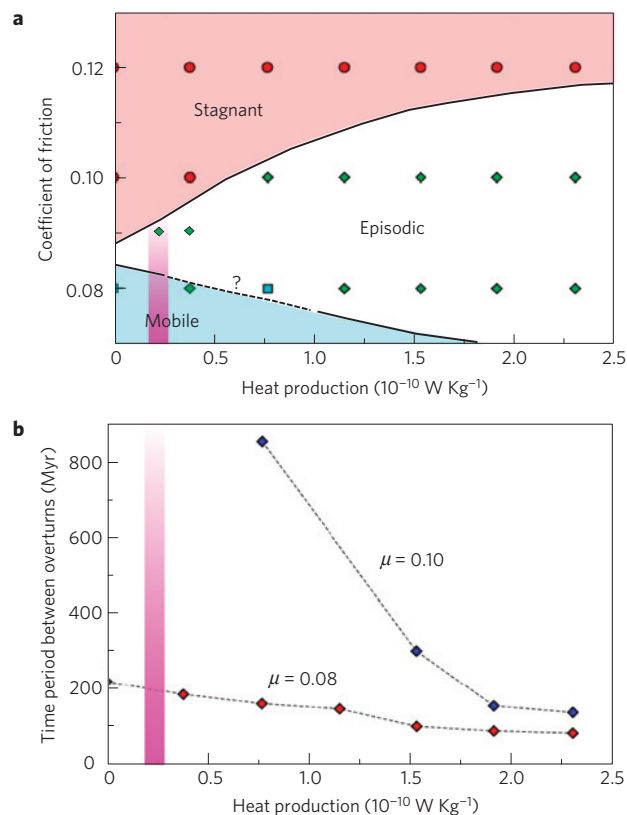 a
0.12
0.10
0.08
Coefficient of friction
Stagnant
Episodic
?
Mobile
0 0.5 1.0 1.5 2.0 2.5
Heat production (10⁻¹⁰ W Kg⁻¹)
b
800
600
400
200
0
Time period between overturns (Myr)
μ = 0.10
μ = 0.08
0.5 1.0 1.5 2.0 2.5
Heat production (10⁻¹⁰ W Kg⁻¹)